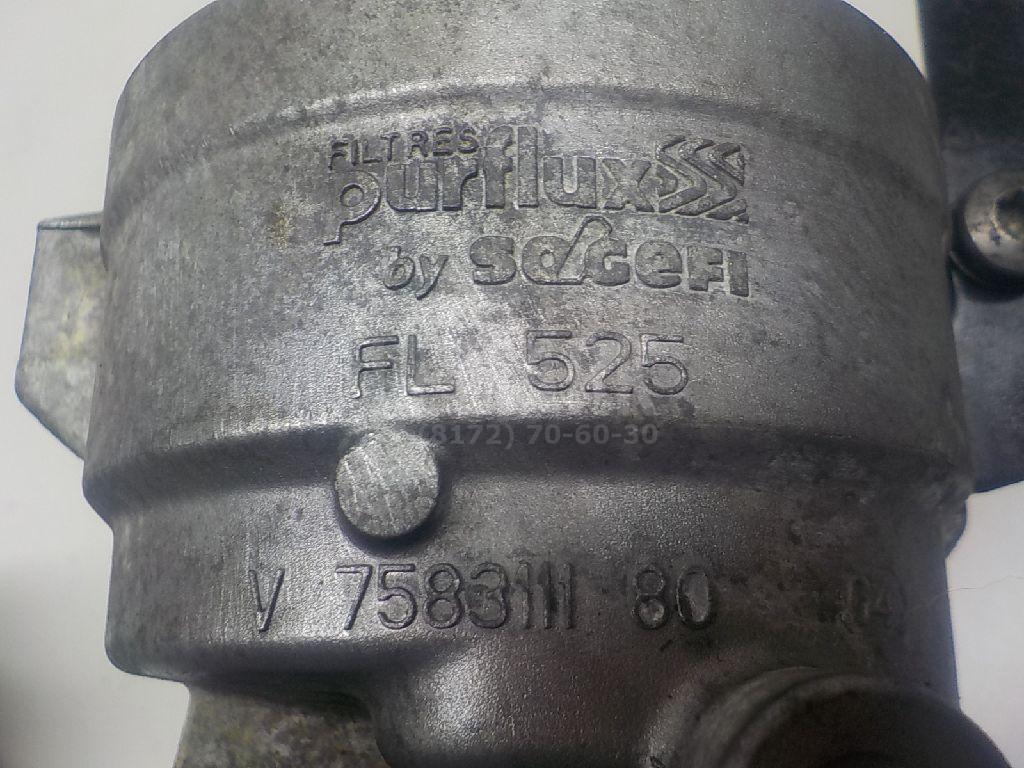 FILTRES
purflux
by SogeFI
FL 525
(8172) 70-60-30
V 7583111 80